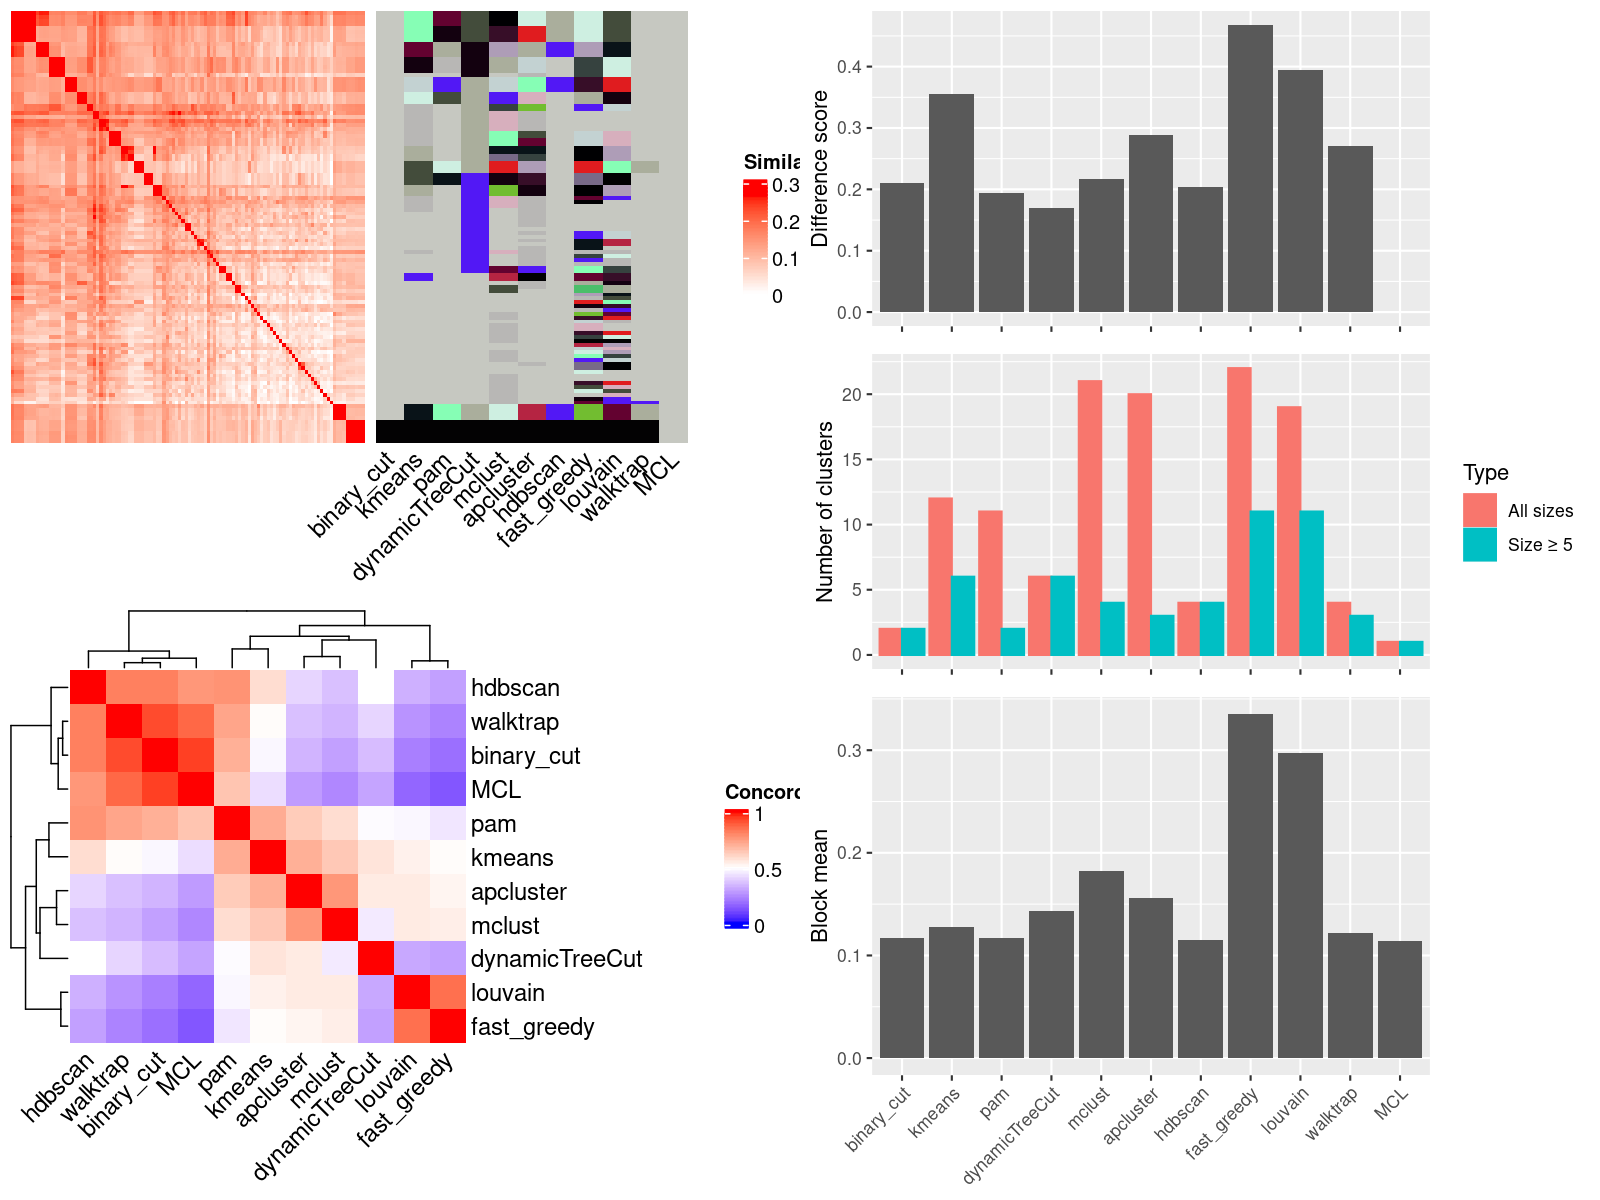 Simila
0.3
0.2
0.1
0
binary_cut
kmeans
pam
dynamicTreeCut
mclust
apcluster
hdbscan
fast_greedy
louvain
walktrap
MCL
hdbscan
walktrap
binary_cut
MCL
pam
kmeans
apcluster
mclust
dynamicTreeCut
louvain
fast_greedy
hdbscan
walktrap
binary_cut
MCL
pam
kmeans
apcluster
mclust
dynamicTreeCut
louvain
fast_greedy
Concord
1
0.5
0
Difference score
0.4
0.3
0.2
0.1
0.0
Number of clusters
20
15
10
5
0
Type
All sizes
Size ≥ 5
Block mean
0.3
0.2
0.1
0.0
binary_cut
kmeans
pam
dynamicTreeCut
mclust
apcluster
hdbscan
fast_greedy
louvain
walktrap
MCL